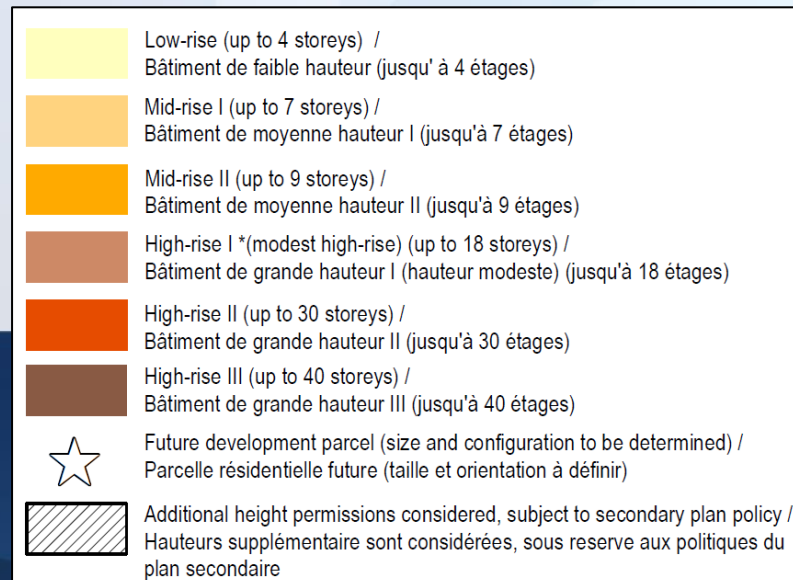 Low-rise (up to 4 storeys) /
Bâtiment de faible hauteur (jusqu' à 4 étages)
Mid-rise I (up to 7 storeys) /
Bâtiment de moyenne hauteur I (jusqu'à 7 étages)
Mid-rise II (up to 9 storeys) /
Bâtiment de moyenne hauteur II (jusqu'à 9 étages)
High-rise I *(modest high-rise) (up to 18 storeys) /
Bâtiment de grande hauteur I (hauteur modeste) (jusqu'à 18 étages)
High-rise II (up to 30 storeys) /
Bâtiment de grande hauteur II (jusqu'à 30 étages)
High-rise III (up to 40 storeys) /
Bâtiment de grande hauteur III (jusqu'à 40 étages)
Future development parcel (size and configuration to be determined) /
Parcelle résidentielle future (taille et orientation à définir)
Additional height permissions considered, subject to secondary plan policy /
Hauteurs supplémentaire sont considérées, sous reserve aux politiques du
plan secondaire